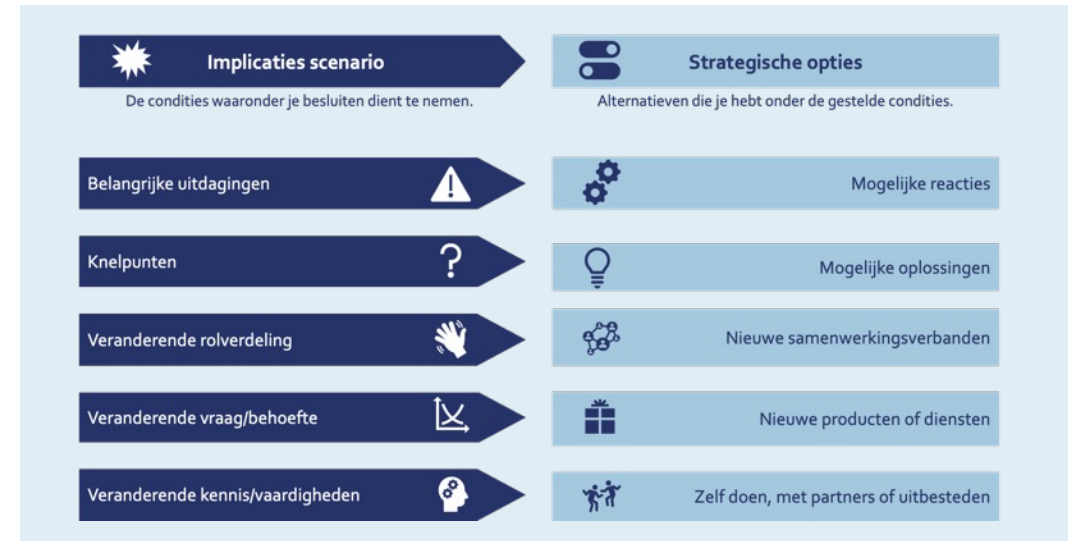 Implicaties scenario
Strategische opties
De condities waaronder je besluiten dient te nemen.
Alternatieven die je hebt onder de gestelde condities.
Belangrijke uitdagingen
Mogelijke reacties
Knelpunten
?
Mogelijke oplossingen
Veranderende rolverdeling
Nieuwe samenwerkingsverbanden
Veranderende vraag/behoefte
Nieuwe producten of diensten
Veranderende kennis/vaardigheden
Zelf doen, met partners of uitbesteden